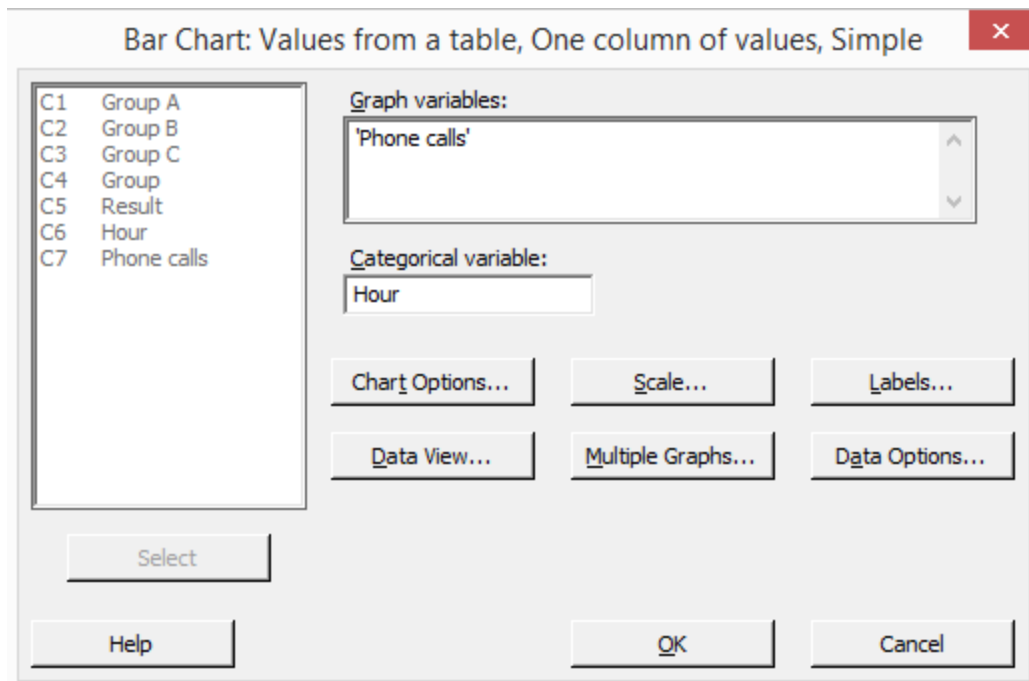 Bar Chart: Values from a table, One column of values, Simple
×
C1 Group A
C2 Group B
C3 Group C
C4 Group
C5 Result
C6 Hour
C7 Phone calls
Graph variables:
'Phone calls'
Categorical variable:
Hour
Chart Options...
Scale...
Labels...
Data View...
Multiple Graphs...
Data Options...
Select
Help
OK
Cancel